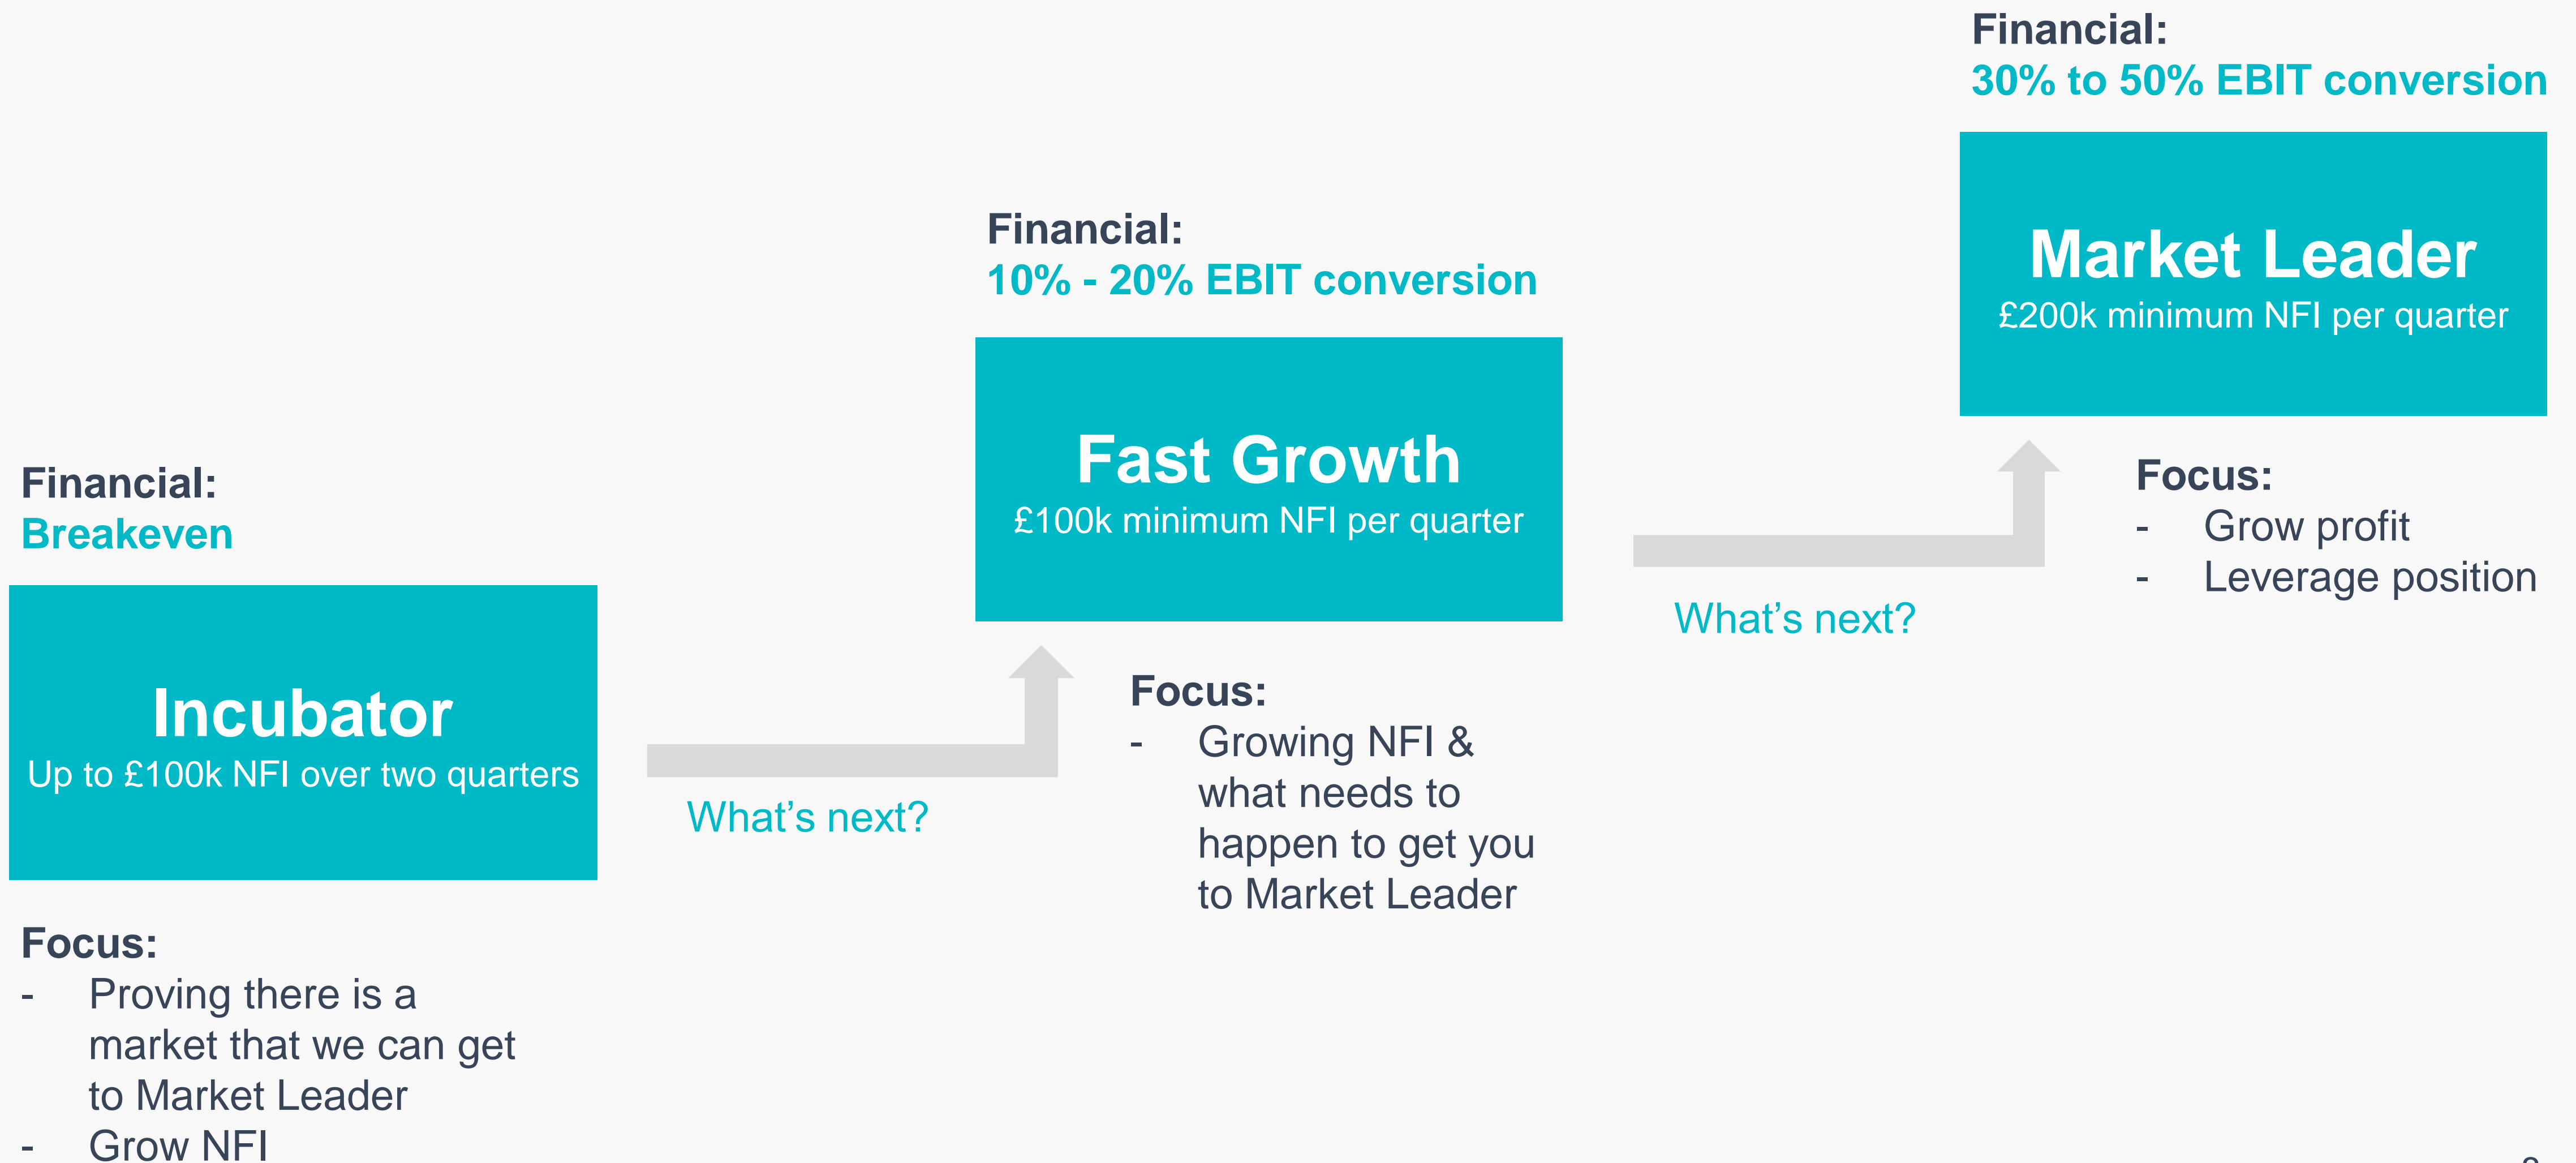 Financial:
Breakeven
Incubator
Up to £100k NFI over two quarters
Focus:
- Proving there is a
market that we can get
to Market Leader
- Grow NFI
What’s next?
Financial:
10% - 20% EBIT conversion
Fast Growth
£100k minimum NFI per quarter
Focus:
- Growing NFI &
what needs to
happen to get you
to Market Leader
What’s next?
Financial:
30% to 50% EBIT conversion
Market Leader
£200k minimum NFI per quarter
Focus:
- Grow profit
- Leverage position